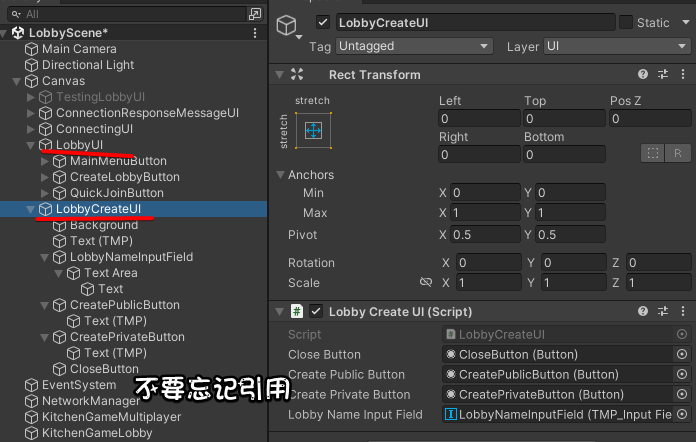 All
LobbyScene*
Main Camera
Directional Light
Canvas
TestingLobbyUI
ConnectionResponseMessageUI
ConnectingUI
LobbyUI
MainMenuButton
CreateLobbyButton
QuickJoinButton
LobbyCreateUI
Background
Text (TMP)
LobbyNameInputField
Text Area
Text
CreatePublicButton
Text (TMP)
CreatePrivateButton
Text (TMP)
CloseButton
EventSystem
NetworkManager
KitchenGameMultiplayer
KitchenGameLobby
不要忘记引用
LobbyCreateUI Static
Tag Untagged Layer UI
Rect Transform
stretch Left Top Pos Z
stretch 0 0 0
Right Bottom
0 0 R
Anchors
Min X 0 Y 0
Max X 1 Y 1
Pivot X 0.5 Y 0.5
Rotation X 0 Y 0 Z 0
Scale X 1 Y 1 Z 1
# Lobby Create UI (Script)
Script # LobbyCreateUI
Close Button CloseButton (Button)
Create Public Button CreatePublicButton (Button)
Create Private Button CreatePrivateButton (Button)
Lobby Name Input Field LobbyNameInputField (TMP_Input Fie